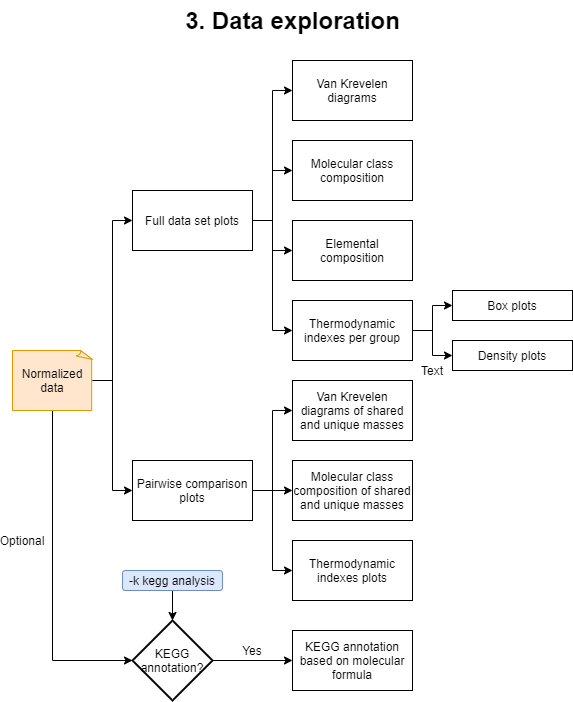 3. Data exploration
Van Krevelen
diagrams
Molecular class
composition
Full data set plots
Elemental
composition
Thermodynamic
indexes per group
Box plots
Density plots
Text
Normalized
data
Van Krevelen
diagrams of shared
and unique masses
Pairwise comparison
plots
Molecular class
composition of shared
and unique masses
Optional
Thermodynamic
indexes plots
-k kegg analysis
KEGG
annotation?
Yes
KEGG annotation
based on molecular
formula